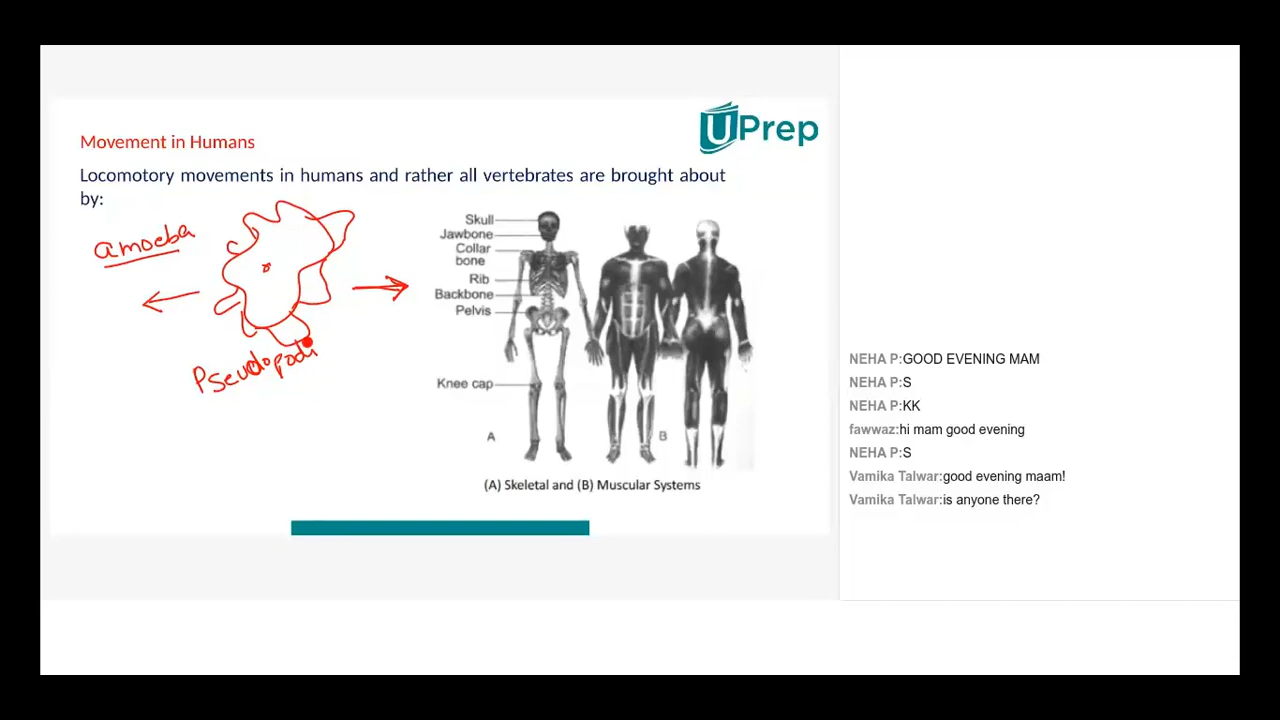 UPrep
Movement in Humans
Locomotory movements in humans and rather all vertebrates are brought about
by:
amoeba
Pseudopodi
Skull
Jawbone
Collar
bone
Rib
Backbone
Pelvis
Knee cap
A
B
(A) Skeletal and (B) Muscular Systems
NEHA P:GOOD EVENING MAM
NEHA P:S
NEHA P:KK
fawwaz:hi mam good evening
NEHA P:S
Vamika Talwar:good evening maam!
Vamika Talwar:is anyone there?